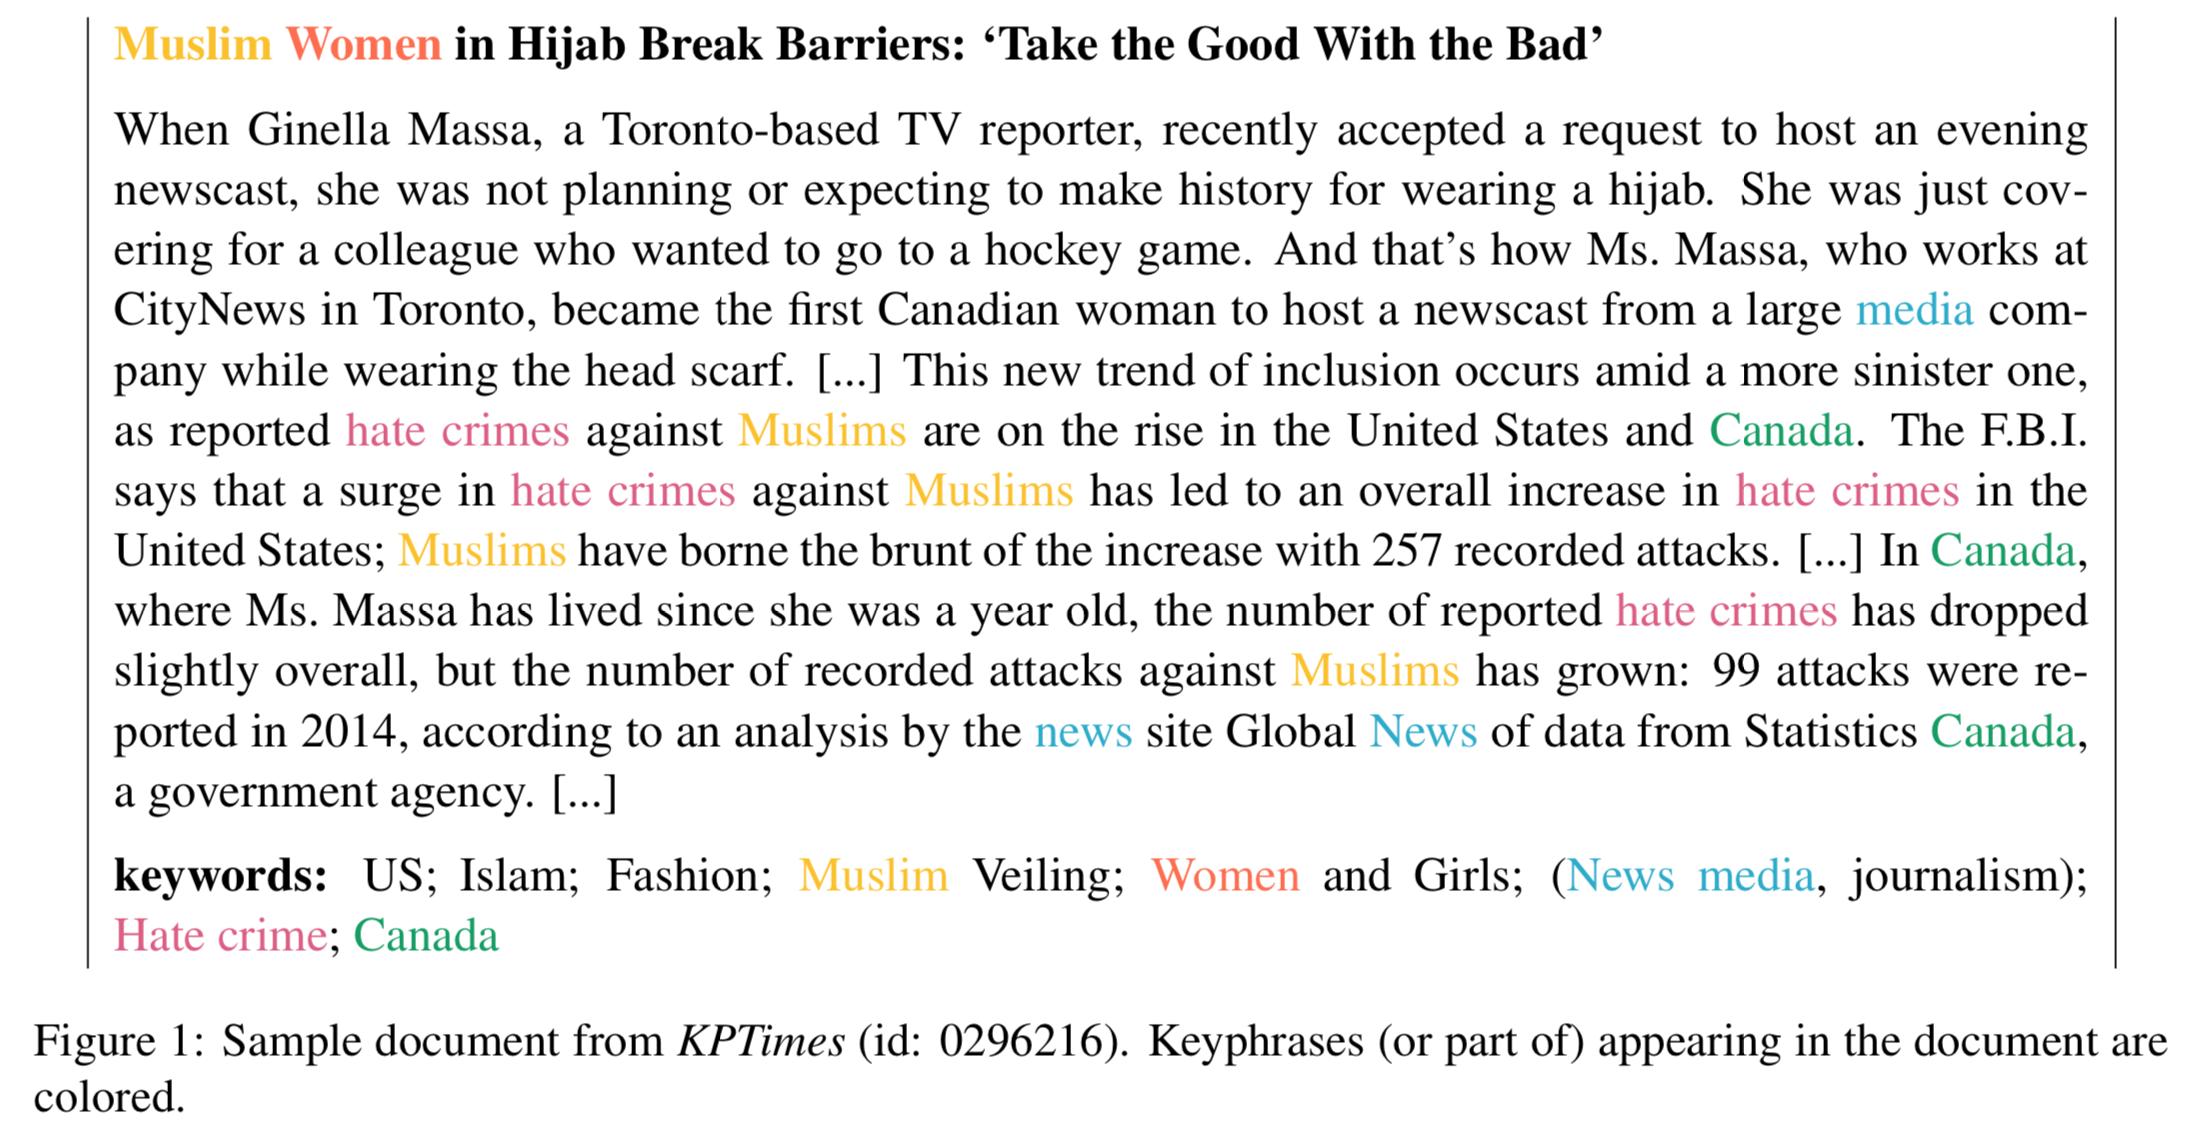 Muslim Women in Hijab Break Barriers: ‘Take the Good With the Bad’
When Ginella Massa, a Toronto-based TV reporter, recently accepted a request to host an evening
newscast, she was not planning or expecting to make history for wearing a hijab. She was just cov-
ering for a colleague who wanted to go to a hockey game. And that’s how Ms. Massa, who works at
CityNews in Toronto, became the first Canadian woman to host a newscast from a large media com-
pany while wearing the head scarf. [...] This new trend of inclusion occurs amid a more sinister one,
as reported hate crimes against Muslims are on the rise in the United States and Canada. The F.B.I.
says that a surge in hate crimes against Muslims has led to an overall increase in hate crimes in the
United States; Muslims have borne the brunt of the increase with 257 recorded attacks. [...] In Canada,
where Ms. Massa has lived since she was a year old, the number of reported hate crimes has dropped
slightly overall, but the number of recorded attacks against Muslims has grown: 99 attacks were re-
ported in 2014, according to an analysis by the news site Global News of data from Statistics Canada,
a government agency. [...]
keywords: US; Islam; Fashion; Muslim Veiling; Women and Girls; (News media, journalism);
Hate crime; Canada
Figure 1: Sample document from KPTimes (id: 0296216). Keyphrases (or part of) appearing in the document are
colored.